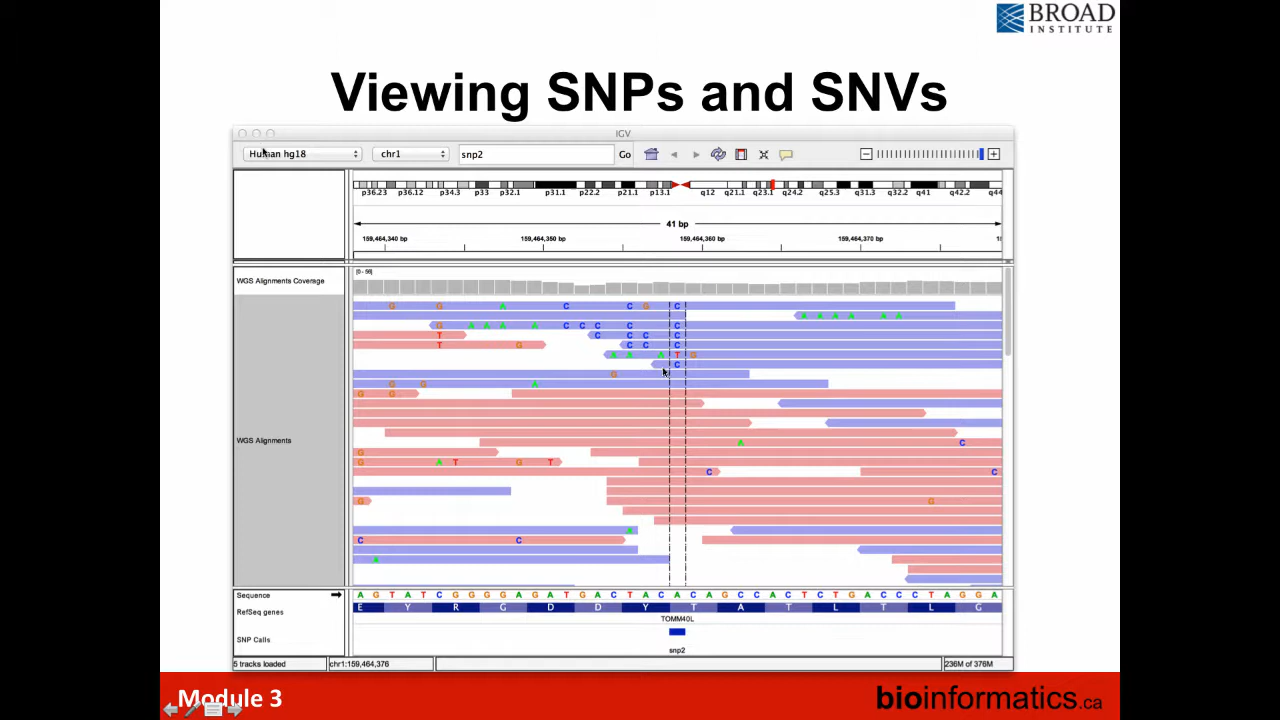 BROAD
INSTITUTE
Viewing SNPs and SNVs
IGV
Human hg18 chr1 snp2 Go
p36.23 p36.12 p34.3 p33 p32.1 p31.1 p22.2 p21.1 p13.1 q12 q21.1 q23.1 q24.2 q25.3 q31.3 q32.2 q41 q42.2 q44
41 bp
159,464,340 bp 159,464,350 bp 159,464,360 bp 159,464,370 bp
[0 - 98]
WGS Alignments Coverage
G G A C C G C
A A A A A A
G A A A A C C C C C
T C C C C
T G C C C
A A A T G
C
G
G G A
G G
A C
G
G A T G T
C C
WGS Alignments
G G
A
C C
A
Sequence A G T A T C G G G G A G A T G A C T A C A C A G C C A C T C T G A C C C T A G G A
RefSeq genes E Y R G D D Y T A T L T L G
TOMM40L
SNP Calls
snp2
5 tracks loaded chr1:159,464,376 236M of 376M
Module 3
bioinformatics.ca